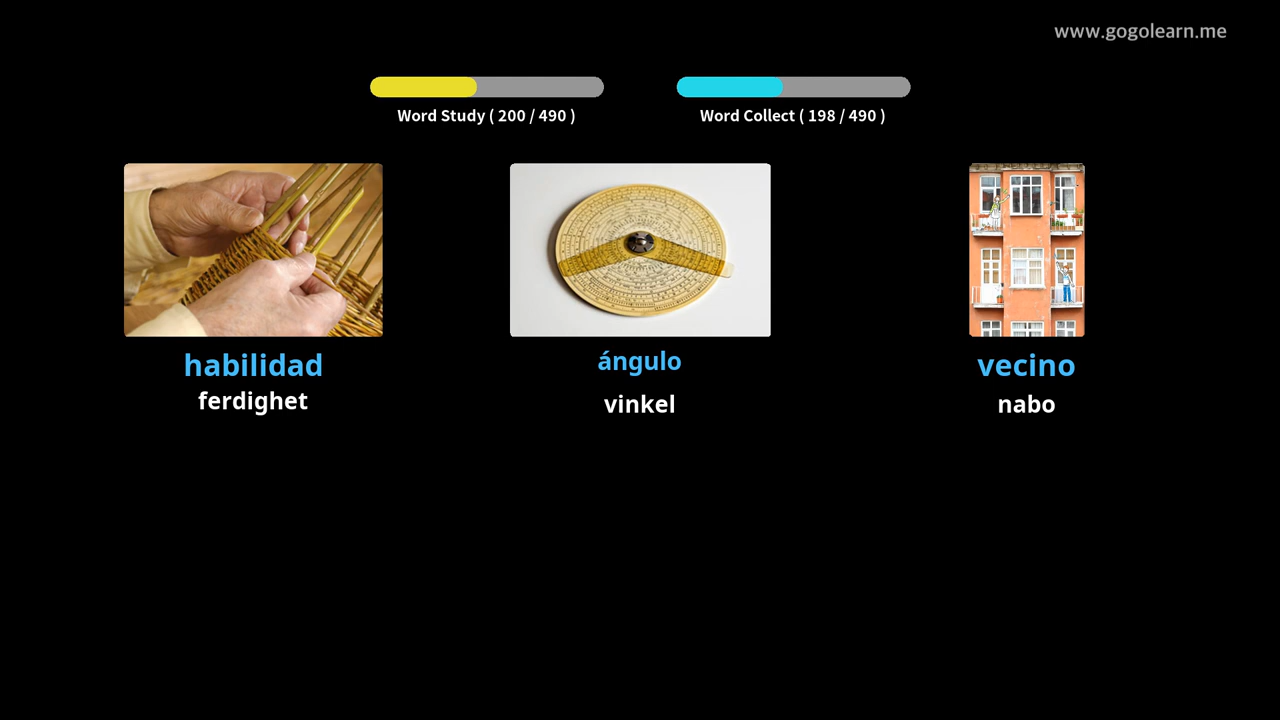 www.gogolearn.me
Word Study ( 200 / 490 )
Word Collect ( 198 / 490 )
habilidad
ferdighet
ángulo
vinkel
vecino
nabo